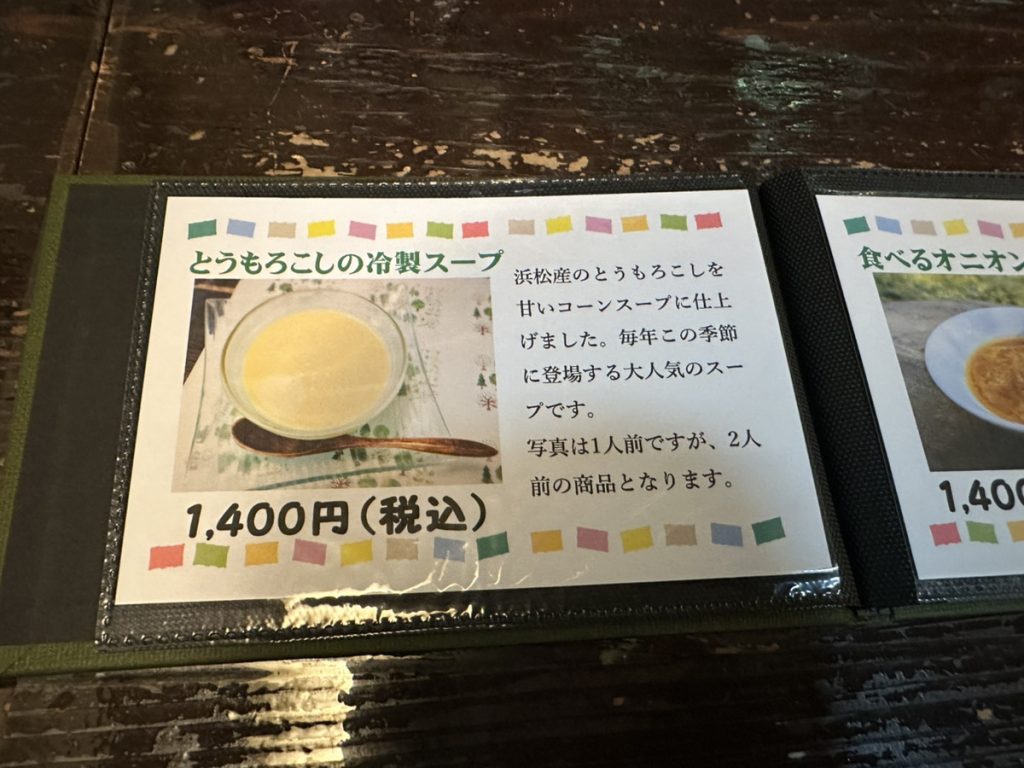 とうもろこしの冷製スープ
浜松産のとうもろこしを
甘いコーンスープに仕上
げました。毎年この季節
に登場する大人気のスー
プです。
写真は1人前ですが、2人
前の商品となります。
1,400円(税込)
食べるオニオン
1,400